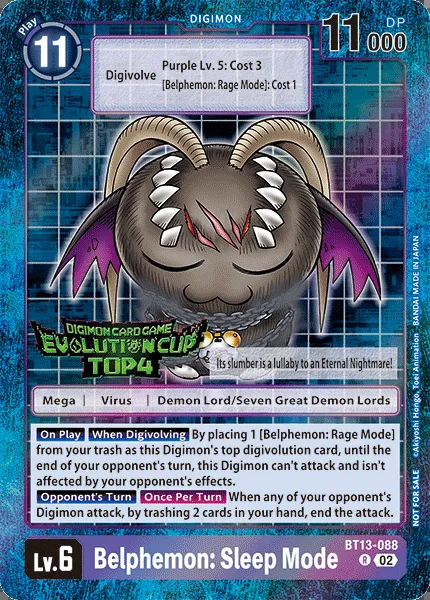 Play
11
DIGIMON
11000
DP
Digivolve
Purple Lv. 5: Cost 3
[Belphemon: Rage Mode]: Cost 1
DIGIMON CARD GAME
EVOLUTION CUP
TOP4
Its slumber is a lullaby to an Eternal Nightmare!
Mega | Virus | Demon Lord/Seven Great Demon Lords
On Play When Digivolving By placing 1 [Belphemon: Rage Mode]
from your trash as this Digimon's top digivolution card, until the
end of your opponent's turn, this Digimon can't attack and isn't
affected by your opponent's effects.
Opponent's Turn Once Per Turn When any of your opponent's
Digimon attack, by trashing 2 cards in your hand, end the attack.
©Akiyoshi Hongo, Toei Animation · BANDAI MADE IN JAPAN
NOT FOR SALE
Lv.6
Belphemon: Sleep Mode
BT13-088
R 02